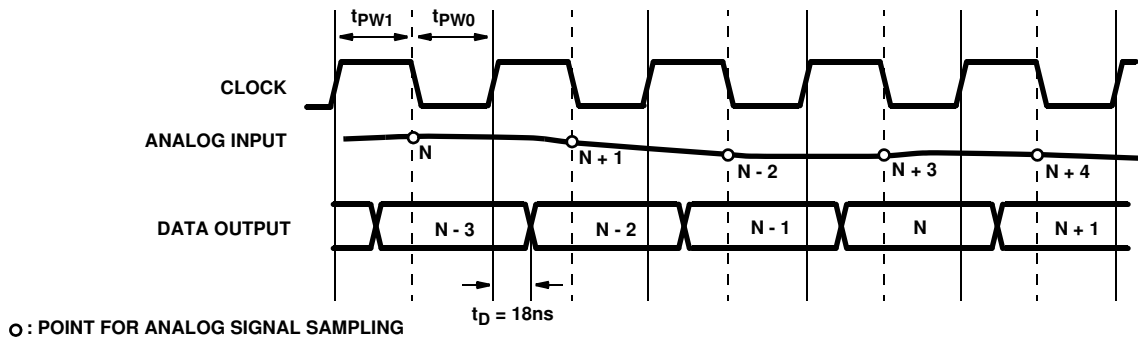 tPW1 tPW0
CLOCK
ANALOG INPUT
N N + 1 N - 2 N + 3 N + 4
DATA OUTPUT N - 3 N - 2 N - 1 N N + 1
tD = 18ns
: POINT FOR ANALOG SIGNAL SAMPLING